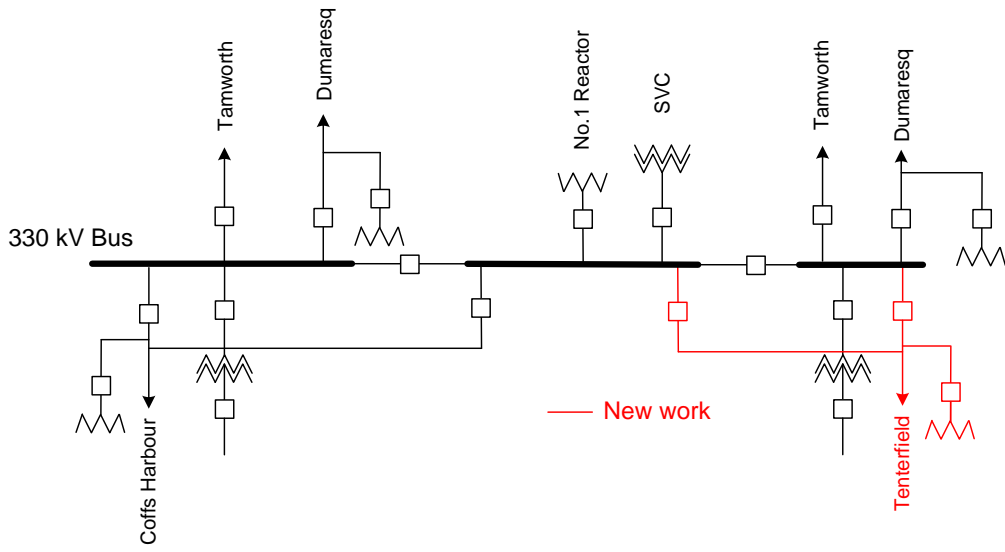 Tamworth
Dumaresq
No.1 Reactor
SVC
Tamworth
Dumaresq
330 kV Bus
New work
Coffs Harbour
Tenterfield